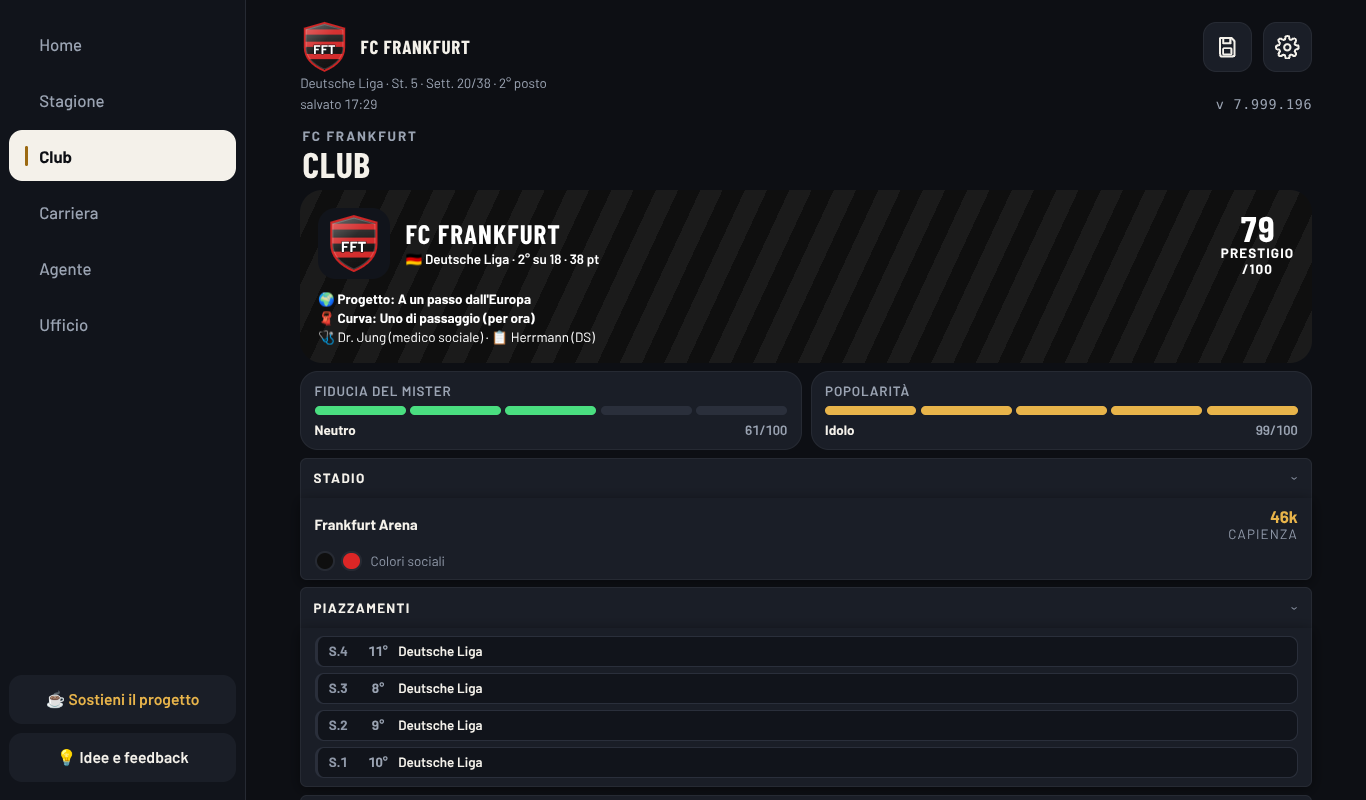 Home
Stagione
Club
Carriera
Agente
Ufficio
☕ Sostieni il progetto
💡 Idee e feedback
FFT
FC FRANKFURT
Deutsche Liga · St. 5 · Sett. 20/38 · 2° posto
salvato 17:29
v 7.999.196
FC FRANKFURT
CLUB
FFT
FC FRANKFURT
🇩🇪 Deutsche Liga · 2° su 18 · 38 pt
79
PRESTIGIO
/100
🌍 Progetto: A un passo dall'Europa
🧣 Curva: Uno di passaggio (per ora)
🩺 Dr. Jung (medico sociale) · 📋 Herrmann (DS)
FIDUCIA DEL MISTER
Neutro 61/100
POPOLARITÀ
Idolo 99/100
STADIO
Frankfurt Arena
46k
CAPIENZA
Colori sociali
PIAZZAMENTI
S.4 11° Deutsche Liga
S.3 8° Deutsche Liga
S.2 9° Deutsche Liga
S.1 10° Deutsche Liga